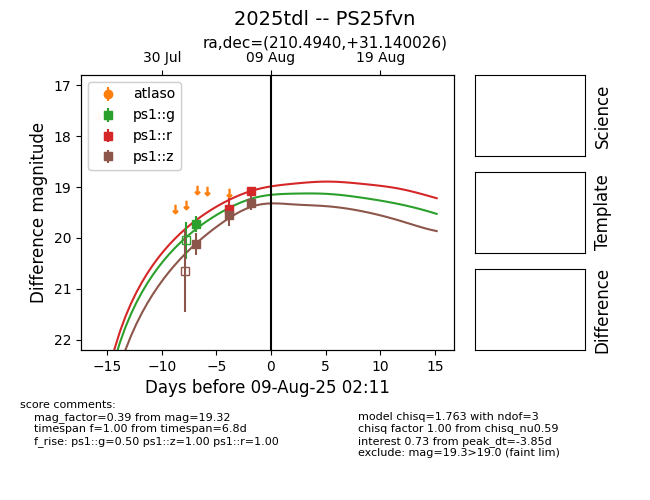 2025tdl -- PS25fvn
ra,dec=(210.4940,+31.140026)
30 Jul 09 Aug 19 Aug
atlaso
ps1::g
ps1::r
ps1::z
17
18
19
20
21
22
Difference magnitude
−15 −10 −5 0 5 10 15
Days before 09-Aug-25 02:11
Science
Template
Difference
score comments:
mag_factor=0.39 from mag=19.32
timespan f=1.00 from timespan=6.8d
f_rise: ps1::g=0.50 ps1::z=1.00 ps1::r=1.00
model chisq=1.763 with ndof=3
chisq factor 1.00 from chisq_nu0.59
interest 0.73 from peak_dt=-3.85d
exclude: mag=19.3>19.0 (faint lim)